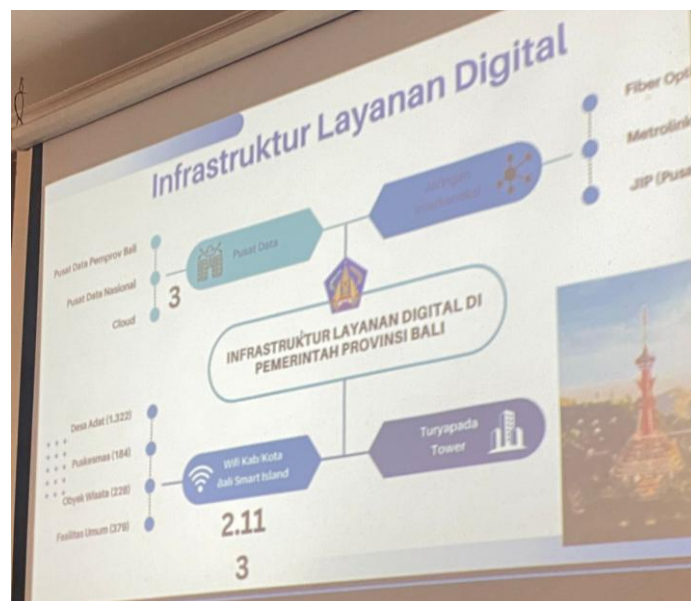 Infrastruktur Layanan Digital
Fiber Opt
Metrolink
JIP (Pusa
Jaringan
Pusat Data
Pusat Data Pemprov Bali
Pusat Data Nasional
Cloud
3
INFRASTRUKTUR LAYANAN DIGITAL DI
PEMERINTAH PROVINSI BALI
Desa Adat (1.322)
Puskesmas (184)
Obyek Wisata (228)
Fasilitas Umum (379)
Wifi Kab/Kota
Bali Smart Island
2.11
3
Turyapada
Tower